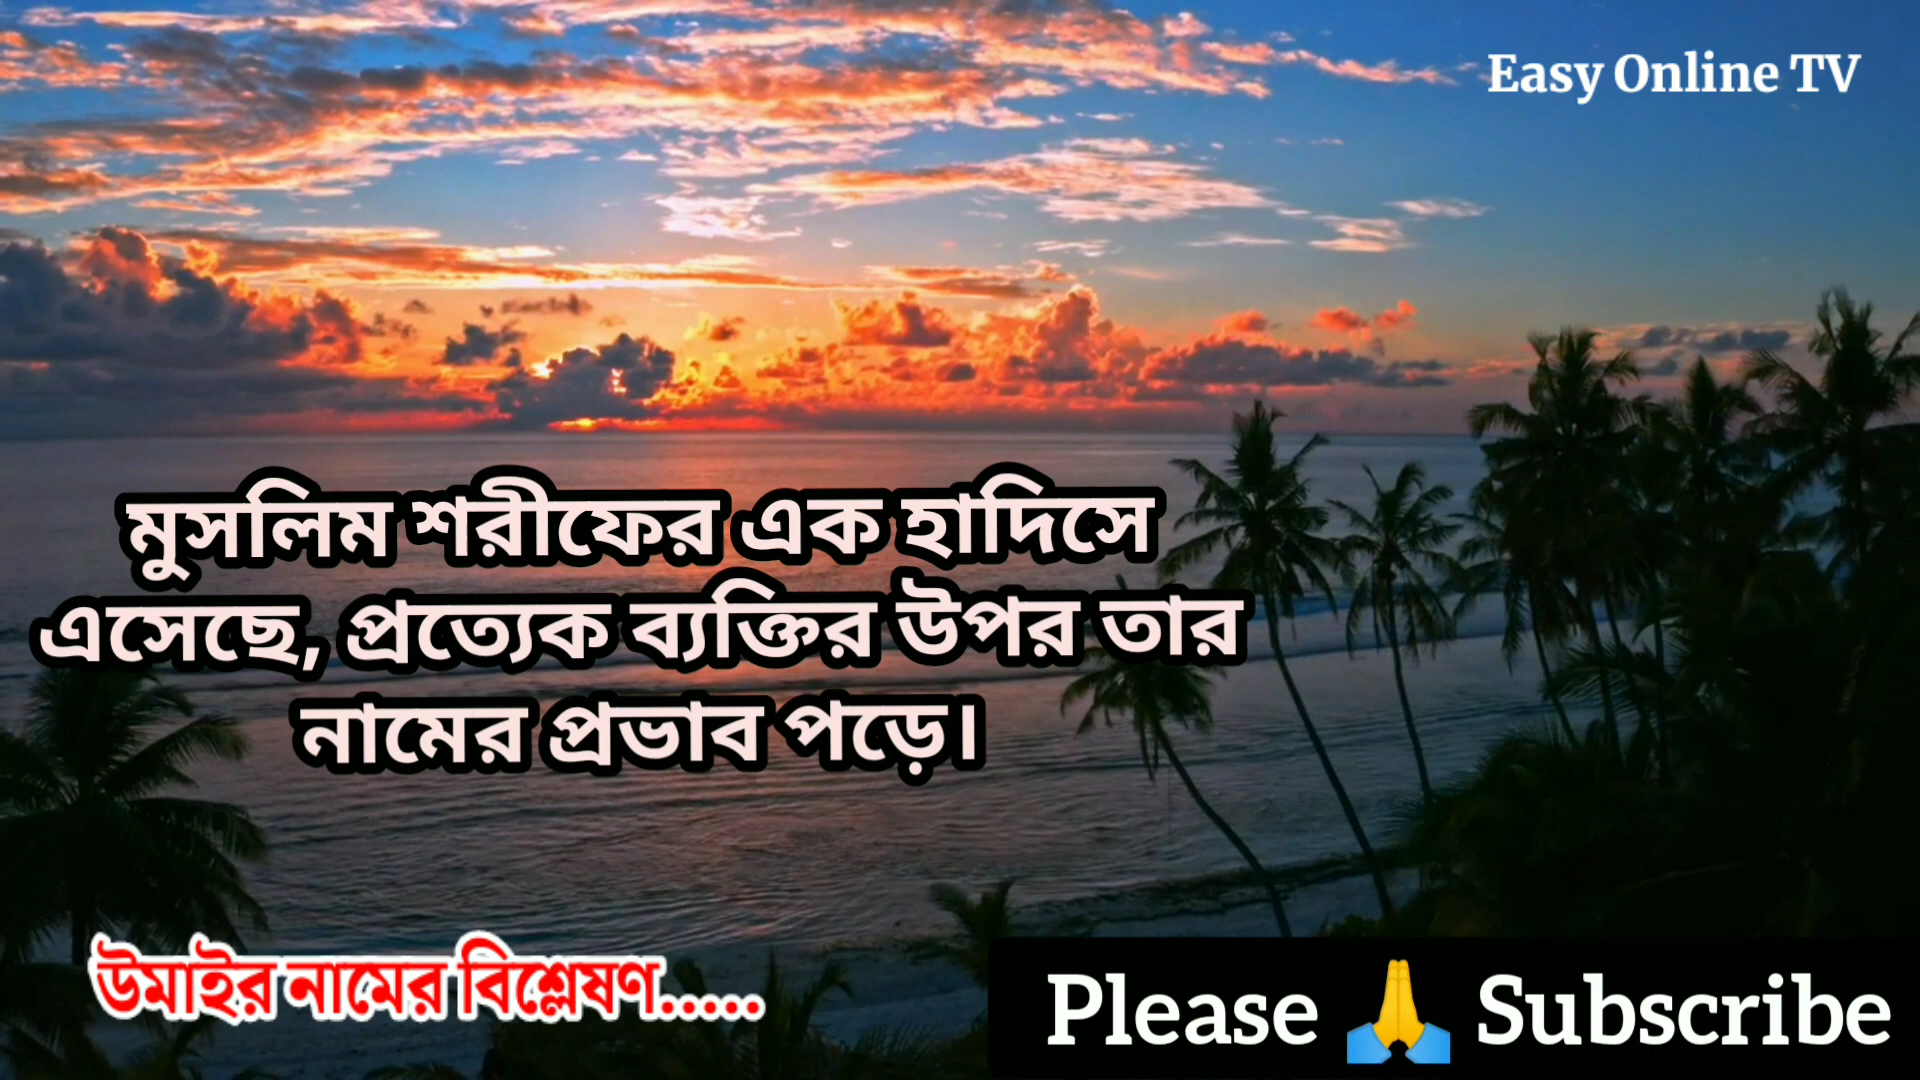 Easy Online TV
মুসলিম শরীফের এক হাদিসে
এসেছে, প্রত্যেক ব্যক্তির উপর তার
নামের প্রভাব পড়ে।
উমাইর নামের বিশ্লেষণ.....
Please 🙏 Subscribe